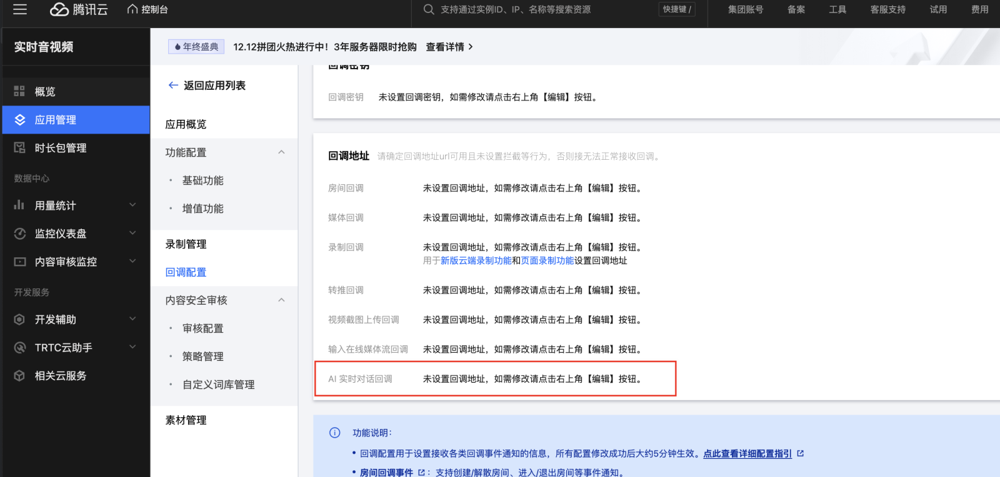 腾讯云
控制台
支持通过实例ID、IP、名称等搜索资源
快捷键 /
集团账号
备案
工具
客服支持
试用
费用
实时音视频
概览
应用管理
时长包管理
数据中心
用量统计
监控仪表盘
内容审核监控
开发服务
开发辅助
TRTC云助手
相关云服务
年终盛典
12.12拼团火热进行中！3年服务器限时抢购 查看详情
返回应用列表
应用概览
功能配置
基础功能
增值功能
录制管理
回调配置
内容安全审核
审核配置
策略管理
自定义词库管理
素材管理
回调密钥
回调密钥 未设置回调密钥，如需修改请点击右上角【编辑】按钮。
回调地址 请确定回调地址url可用且未设置拦截等行为，否则接无法正常接收回调。
房间回调 未设置回调地址，如需修改请点击右上角【编辑】按钮。
媒体回调 未设置回调地址，如需修改请点击右上角【编辑】按钮。
录制回调 未设置回调地址，如需修改请点击右上角【编辑】按钮。
用于新版云端录制功能和页面录制功能设置回调地址
转推回调 未设置回调地址，如需修改请点击右上角【编辑】按钮。
视频截图上传回调 未设置回调地址，如需修改请点击右上角【编辑】按钮。
输入在线媒体流回调 未设置回调地址，如需修改请点击右上角【编辑】按钮。
AI 实时对话回调 未设置回调地址，如需修改请点击右上角【编辑】按钮。
功能说明：
• 回调配置用于设置接收各类回调事件通知的信息，所有配置修改成功后大约5分钟生效。点此查看详细配置指引
• 房间回调事件 ：支持创建/解散房间、进入/退出房间等事件通知。